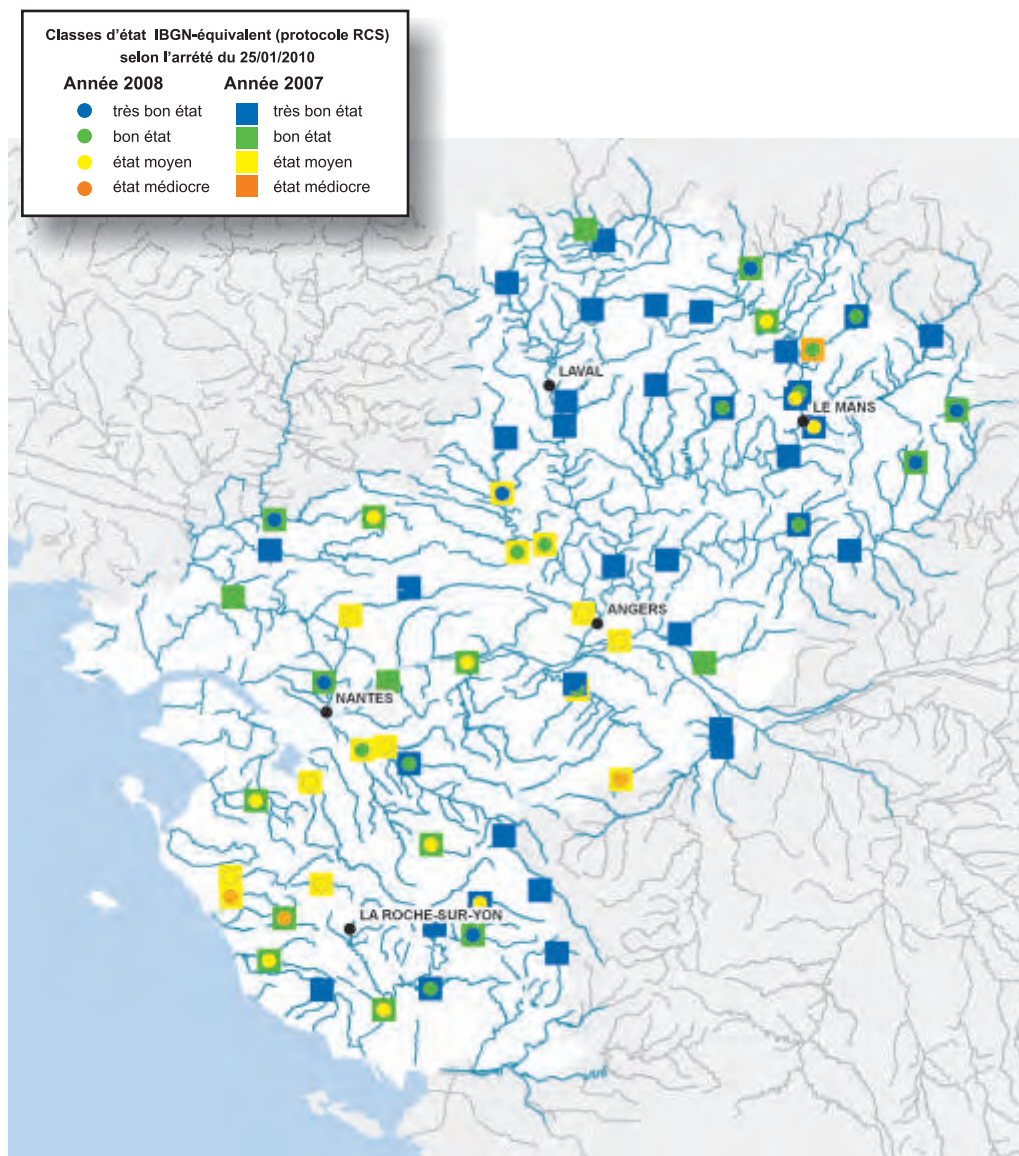 Classes d'état IBGN-équivalent (protocole RCS)
selon l'arrété du 25/01/2010
Année 2008 Année 2007
très bon état très bon état
bon état bon état
état moyen état moyen
état médiocre état médiocre
LAVAL
LE MANS
ANGERS
NANTES
LA ROCHE-SUR-YON